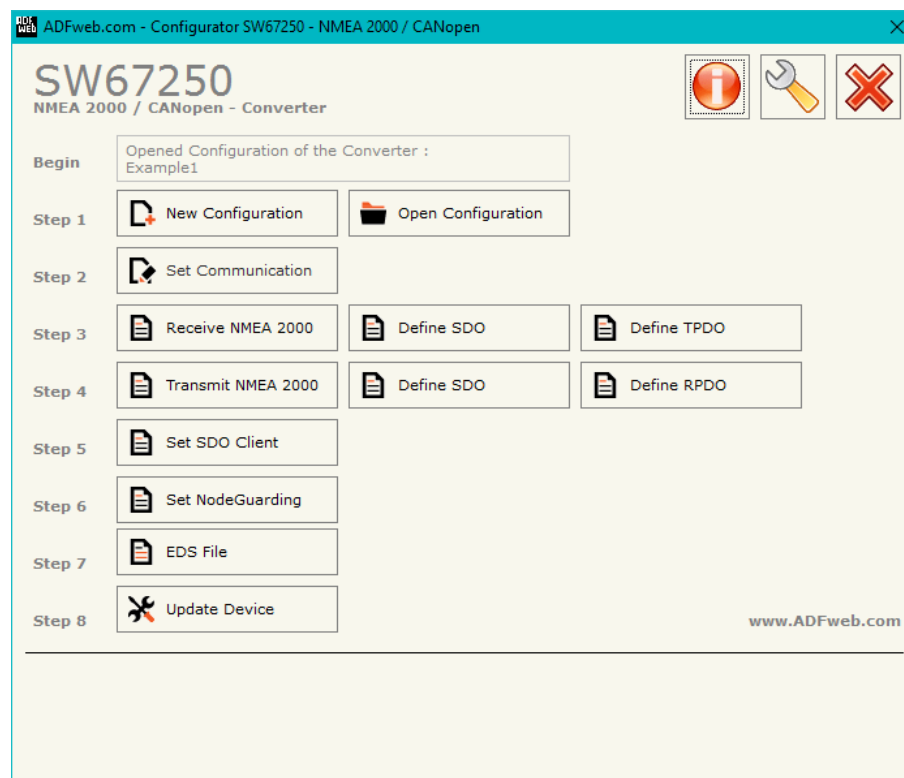 ADFweb.com - Configurator SW67250 - NMEA 2000 / CANopen
SW67250
NMEA 2000 / CANopen - Converter
Begin
Opened Configuration of the Converter :
Example1
Step 1
New Configuration
Open Configuration
Step 2
Set Communication
Step 3
Receive NMEA 2000
Define SDO
Define TPDO
Step 4
Transmit NMEA 2000
Define SDO
Define RPDO
Step 5
Set SDO Client
Step 6
Set NodeGuarding
Step 7
EDS File
Step 8
Update Device
www.ADFweb.com